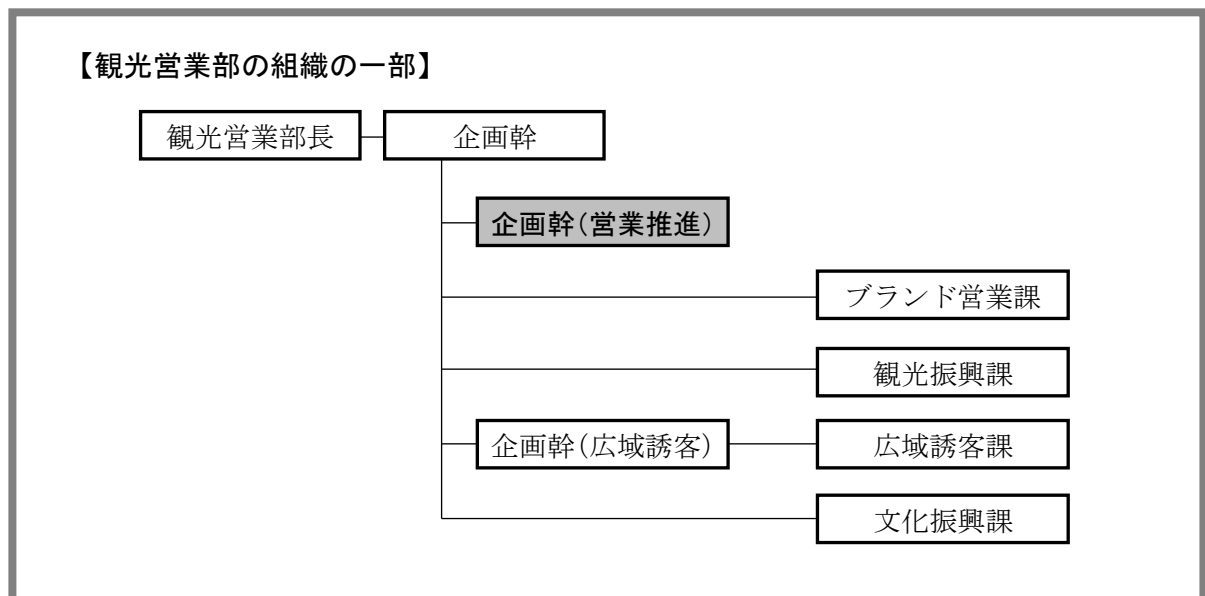 【観光営業部の組織の一部】
観光営業部長
企画幹
企画幹(営業推進)
ブランド営業課
観光振興課
企画幹(広域誘客)
広域誘客課
文化振興課